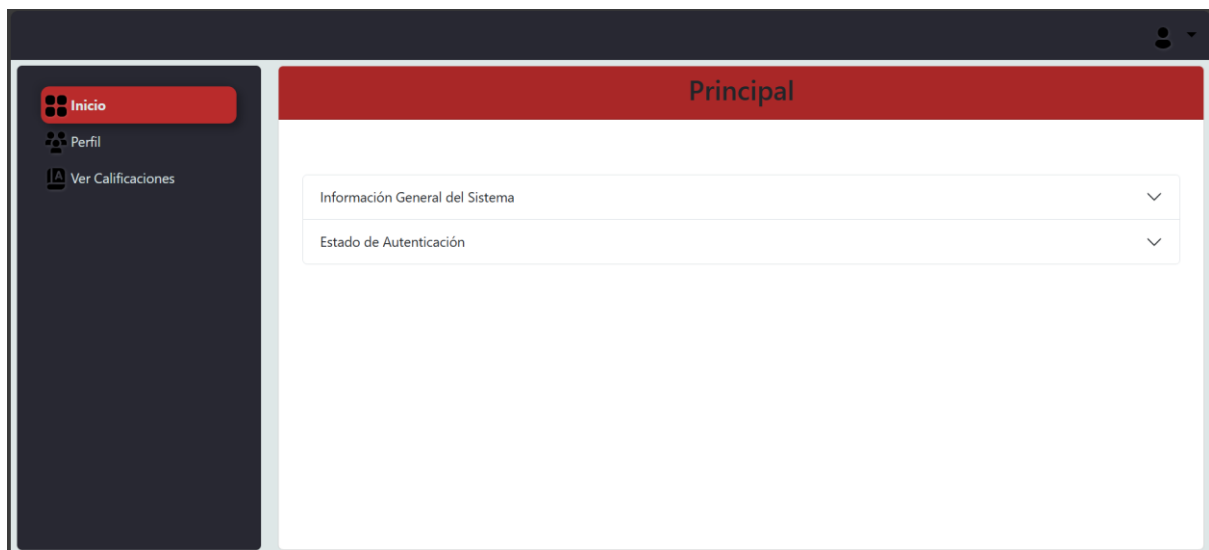 Principal
Inicio
Perfil
Ver Calificaciones
Información General del Sistema
Estado de Autenticación